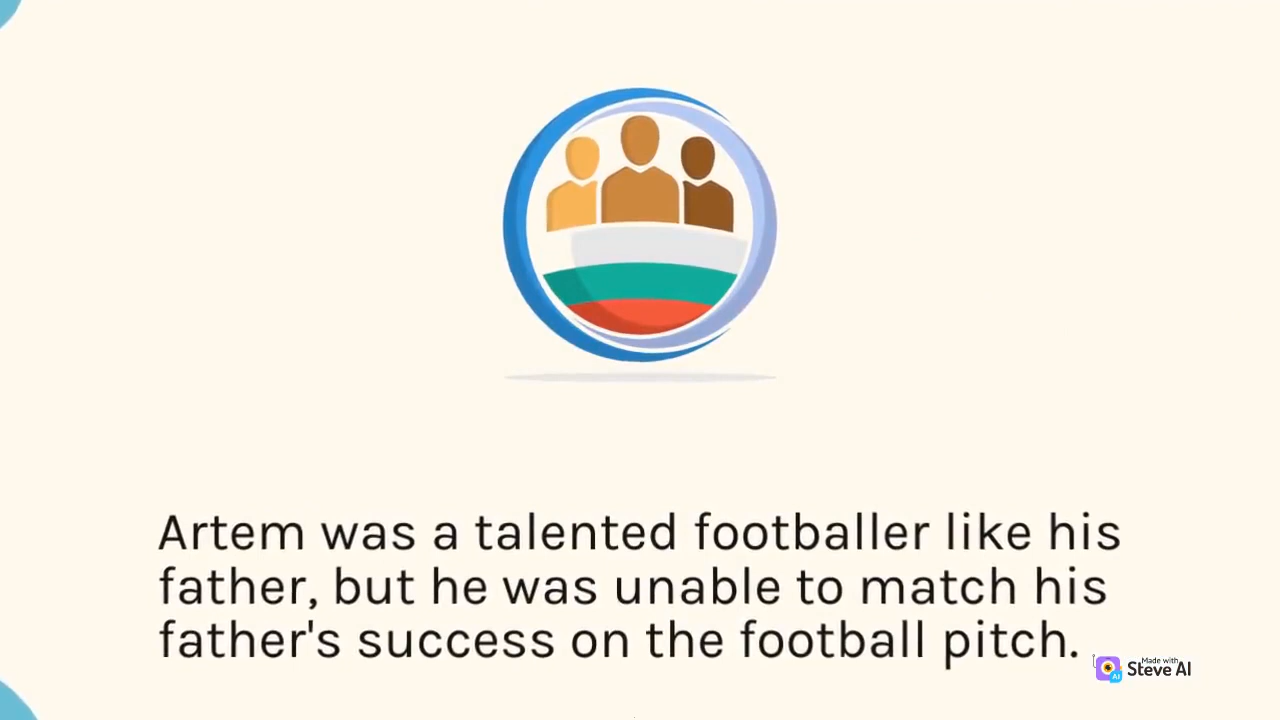 Artem was a talented footballer like his
father, but he was unable to match his
father's success on the football pitch.
Made with
Steve AI
AI